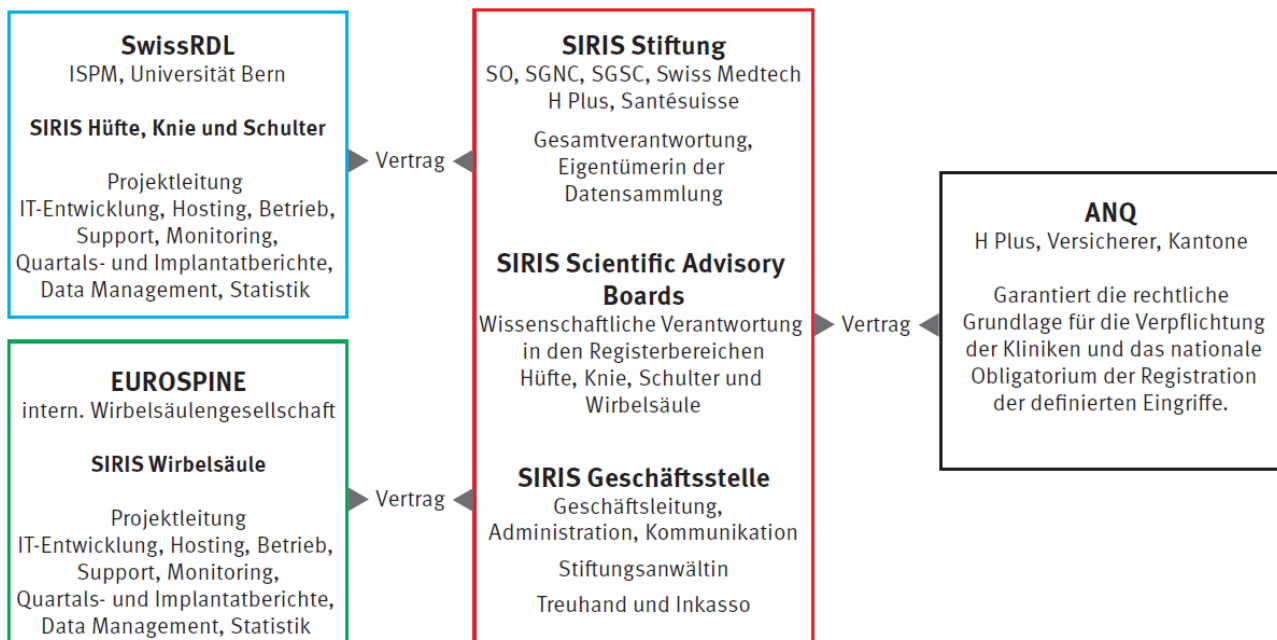 SwissRDL
ISPM, Universität Bern
SIRIS Hüfte, Knie und Schulter
Projektleitung
IT-Entwicklung, Hosting, Betrieb,
Support, Monitoring,
Quartals- und Implantatberichte,
Data Management, Statistik
EUROSPINE
intern. Wirbelsäulengesellschaft
SIRIS Wirbelsäule
Projektleitung
IT-Entwicklung, Hosting, Betrieb,
Support, Monitoring,
Quartals- und Implantatberichte,
Data Management, Statistik
Vertrag
Vertrag
SIRIS Stiftung
SO, SGNC, SGSC, Swiss Medtech
H Plus, Santésuisse
Gesamtverantwortung,
Eigentümerin der
Datensammlung
SIRIS Scientific Advisory
Boards
Wissenschaftliche Verantwortung
in den Registerbereichen
Hüfte, Knie, Schulter und
Wirbelsäule
SIRIS Geschäftsstelle
Geschäftsleitung,
Administration, Kommunikation
Stiftungsanwältin
Treuhand und Inkasso
Vertrag
ANQ
H Plus, Versicherer, Kantone
Garantiert die rechtliche
Grundlage für die Verpflichtung
der Kliniken und das nationale
Obligatorium der Registration
der definierten Eingriffe.